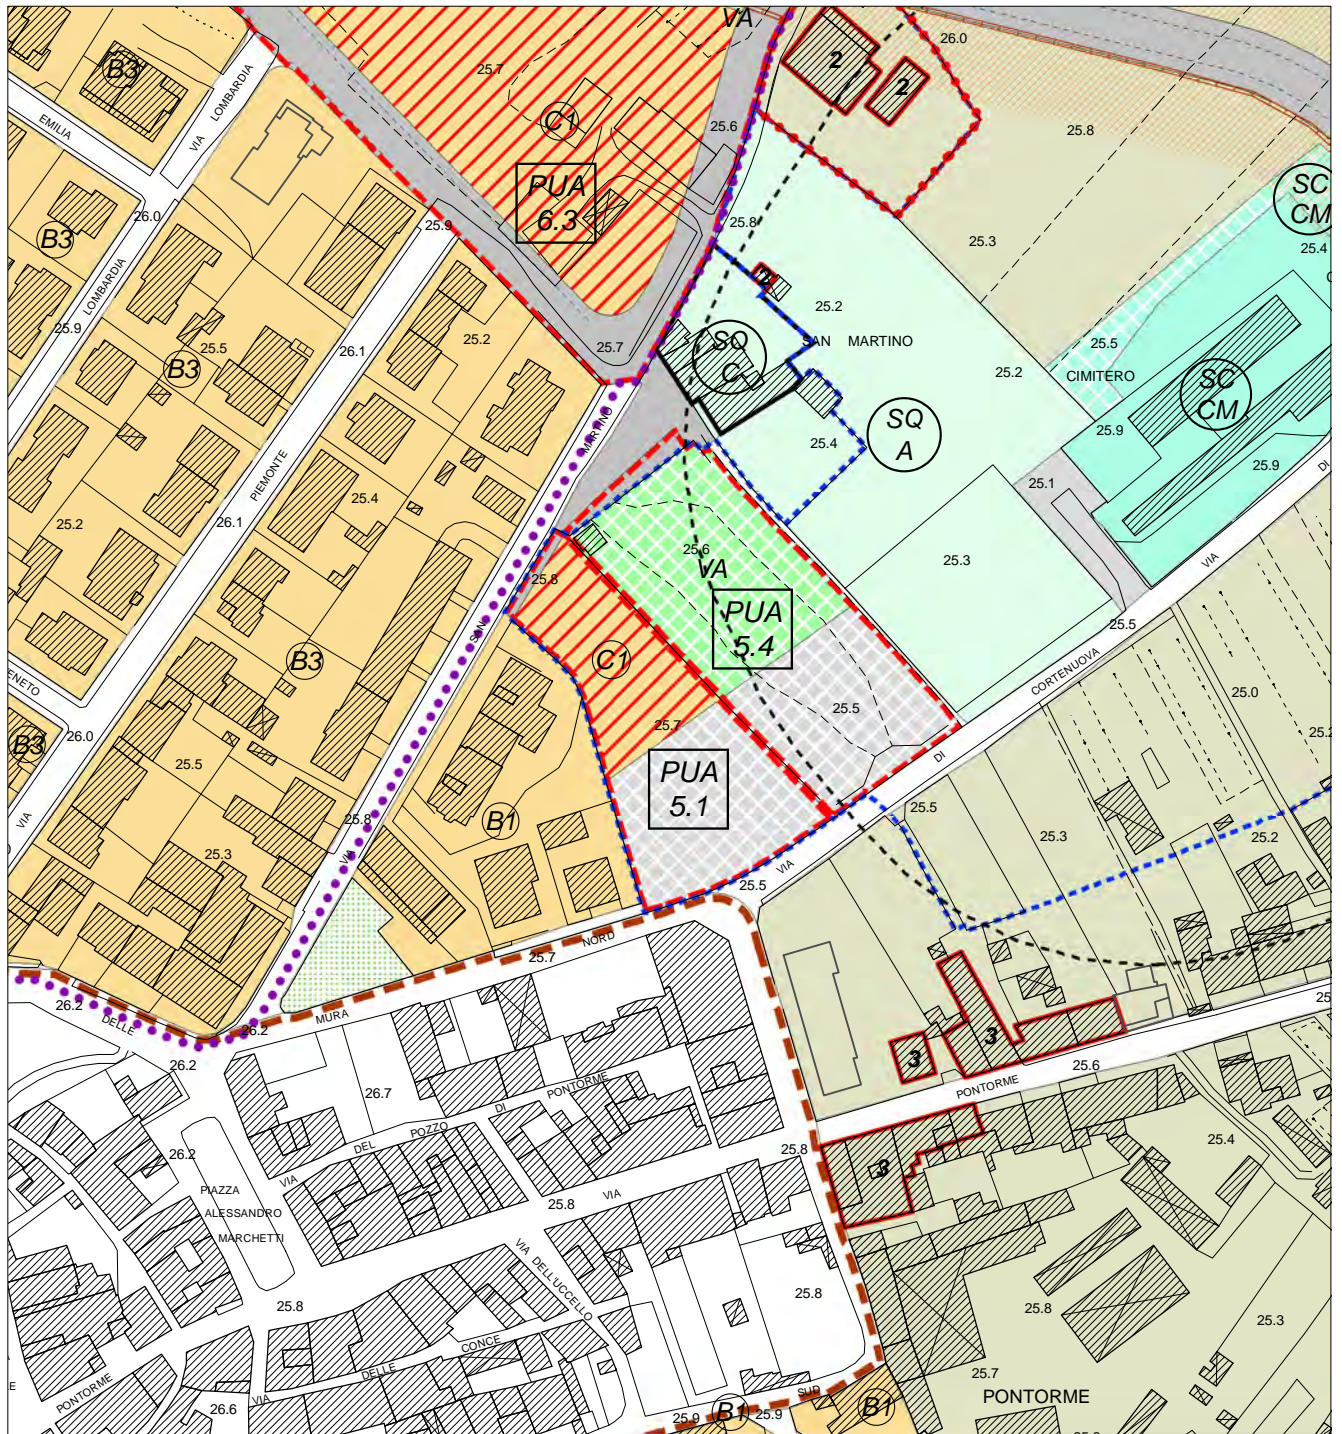 VA
26.0
B3
25.7
2
2
LOMBARDIA
VIA
EMILIA
C1
25.6
25.8
PUA
6.3
SC
CM
26.0
25.9
25.8
B3
25.3
25.4
LOMBARDIA
2
25.2
25.9
25.5
26.1
25.2
25.7
SQ
C
SAN MARTINO
25.5
B3
25.2
CIMITERO
SC
CM
MARTINO
SQ
A
25.4
25.9
PIEMONTE
25.9
DI
25.4
25.1
25.2
26.1
25.6
25.3
VIA
VA
25.8
PUA
5.4
25.5
SAN
B3
C1
CORTENUOVA
ENETO
25.0
26.0
25.7
25.5
B3
25.2
DI
25.5
PUA
5.1
VIA
25.8
B1
25.5
25.3
25.2
25.3
VIA
VIA
25.5
NORD
25.7
26.2
DELLE
26.2
MURA
26.2
3
3
25.6
PONTORME
26.7
PONTORME
DI
POZZO
DEL
25.4
26.2
25.8
3
VIA
PIAZZA
ALESSANDRO
MARCHETTI
VIA
25.8
VIA DELL'UCCELLO
25.8
25.8
25.8
25.3
CONCE
DELLE
25.7
E
PONTORME
VIA
SUD
PONTORME
26.6
25.9
B1
25.9
B1